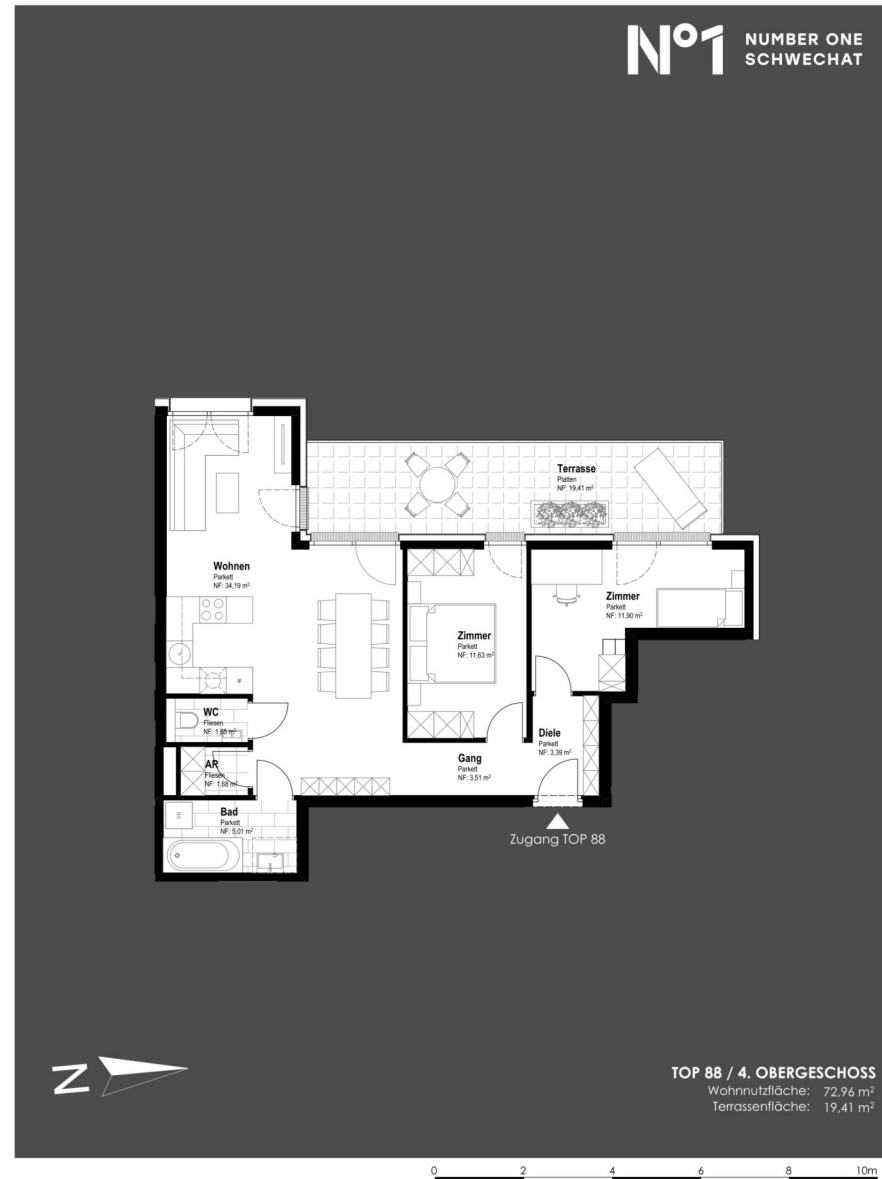 Nº1
NUMBER ONE
SCHWECHAT
Terrasse
Platten
NF: 19,41 m²
Wohnen
Parkett
NF: 34,19 m²
Zimmer
Parkett
NF: 11,90 m²
Zimmer
Parkett
NF: 11,63 m²
WC
Fliesen
NF: 1,65 m²
Diele
Parkett
NF: 3,39 m²
Gang
Parkett
NF: 3,51 m²
AR
Fliesen
NF: 1,68 m²
Bad
Parkett
NF: 5,01 m²
Zugang TOP 88
N
TOP 88 / 4. OBERGESCHOSS
Wohnnutzfläche: 72,96 m²
Terrassenfläche: 19,41 m²
0 2 4 6 8 10m